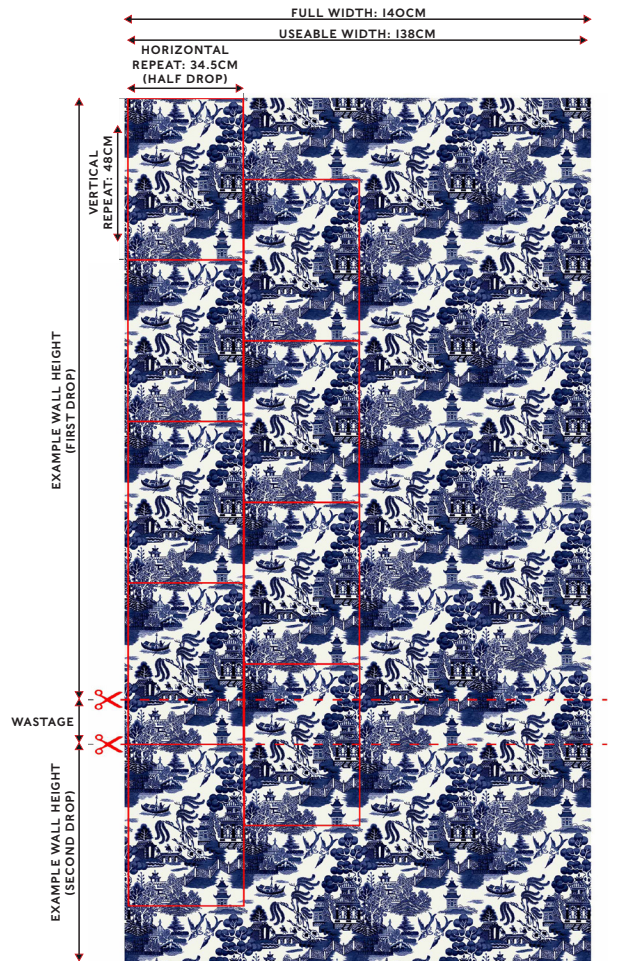 FULL WIDTH: 140CM
USEABLE WIDTH: 138CM
HORIZONTAL
REPEAT: 34.5CM
(HALF DROP)
VERTICAL
REPEAT: 48CM
EXAMPLE WALL HEIGHT
(FIRST DROP)
WASTAGE
EXAMPLE WALL HEIGHT
(SECOND DROP)